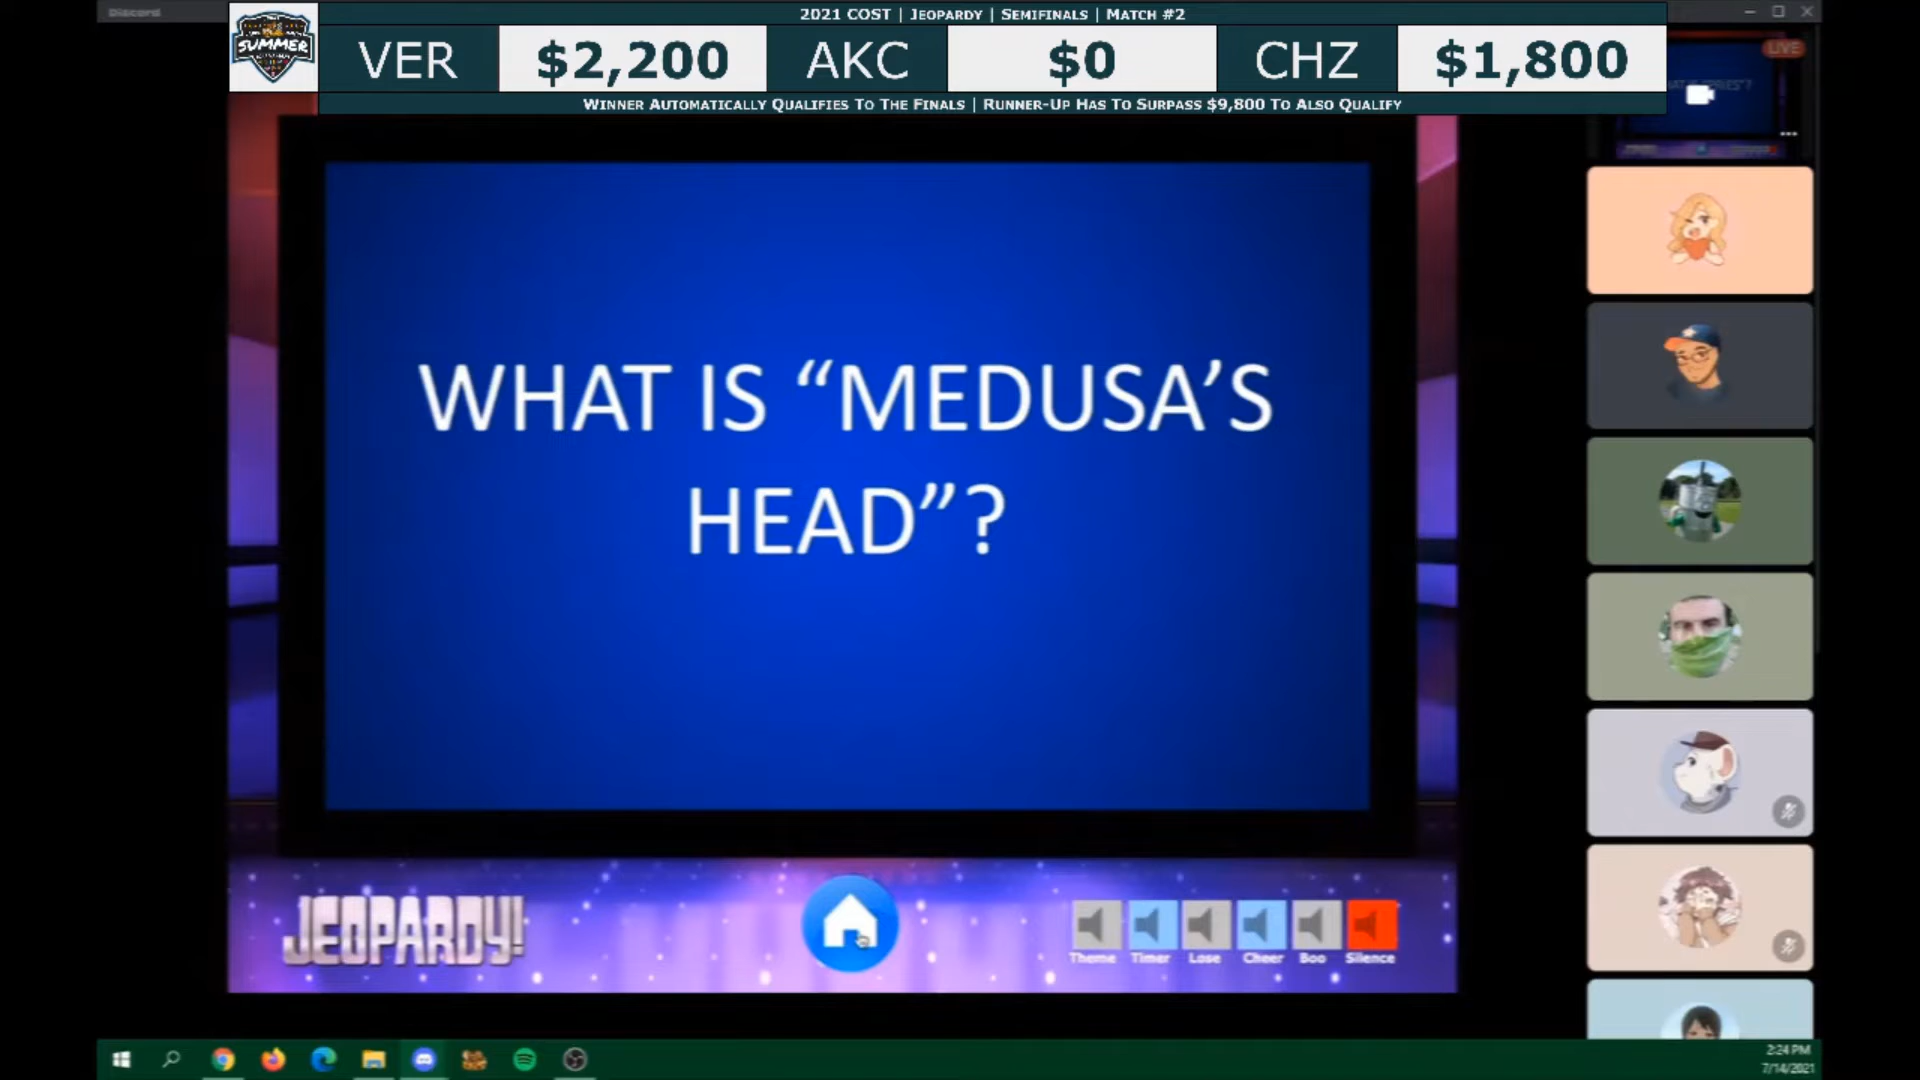 Discord
2021 COST | JEOPARDY | SEMIFINALS | MATCH #2
SUMMER
VER $2,200 AKC $0 CHZ $1,800
WINNER AUTOMATICALLY QUALIFIES TO THE FINALS | RUNNER-UP HAS TO SURPASS $9,800 TO ALSO QUALIFY
LIVE
WHAT IS “MEDUSA’S
HEAD”?
JEOPARDY!
Theme Timer Lose Cheer Boo Silence
2:24 PM
7/14/2021